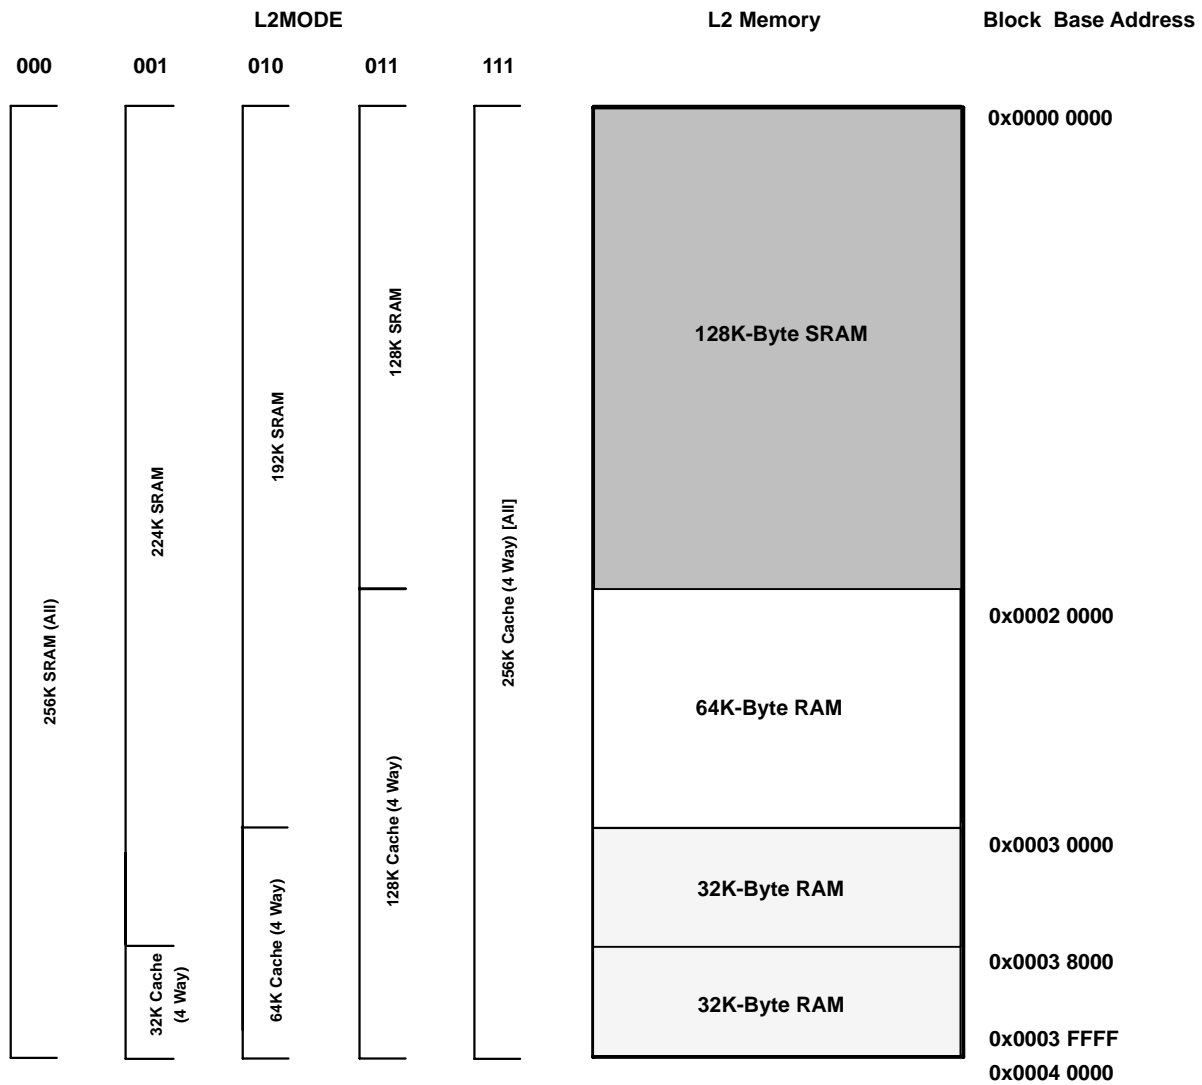 L2MODE
L2 Memory
Block Base Address
000
001
010
011
111
256K SRAM (All)
224K SRAM
32K Cache
(4 Way)
192K SRAM
64K Cache (4 Way)
128K SRAM
128K Cache (4 Way)
256K Cache (4 Way) [All]
128K-Byte SRAM
64K-Byte RAM
32K-Byte RAM
32K-Byte RAM
0x0000 0000
0x0002 0000
0x0003 0000
0x0003 8000
0x0003 FFFF
0x0004 0000